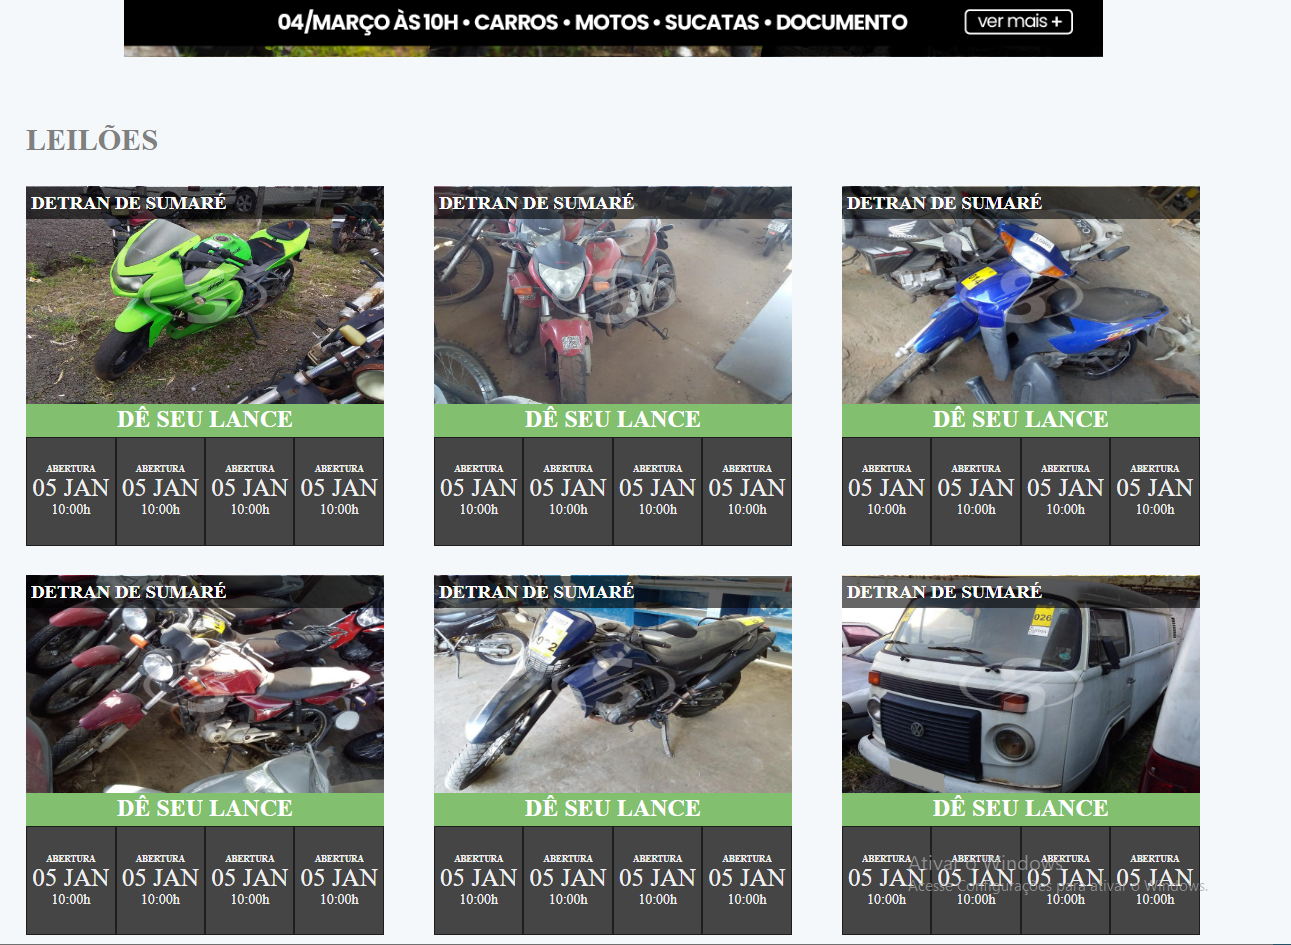 04/MARÇO ÀS 10H • CARROS • MOTOS • SUCATAS • DOCUMENTO
ver mais +
LEILÕES
DETRAN DE SUMARÉ
DETRAN DE SUMARÉ
DETRAN DE SUMARÉ
HONDA
DÊ SEU LANCE
DÊ SEU LANCE
DÊ SEU LANCE
ABERTURA ABERTURA ABERTURA ABERTURA
05 JAN 05 JAN 05 JAN 05 JAN
10:00h 10:00h 10:00h 10:00h
ABERTURA ABERTURA ABERTURA ABERTURA
05 JAN 05 JAN 05 JAN 05 JAN
10:00h 10:00h 10:00h 10:00h
ABERTURA ABERTURA ABERTURA ABERTURA
05 JAN 05 JAN 05 JAN 05 JAN
10:00h 10:00h 10:00h 10:00h
DETRAN DE SUMARÉ
DETRAN DE SUMARÉ
DETRAN DE SUMARÉ
026
DÊ SEU LANCE
DÊ SEU LANCE
DÊ SEU LANCE
ABERTURA ABERTURA ABERTURA ABERTURA
05 JAN 05 JAN 05 JAN 05 JAN
10:00h 10:00h 10:00h 10:00h
ABERTURA ABERTURA ABERTURA ABERTURA
05 JAN 05 JAN 05 JAN 05 JAN
10:00h 10:00h 10:00h 10:00h
ABERTURA ABERTURA ABERTURA ABERTURA
05 JAN 05 JAN 05 JAN 05 JAN
10:00h 10:00h 10:00h 10:00h
Ativar o Windows
Acesse Configurações para ativar o Windows.